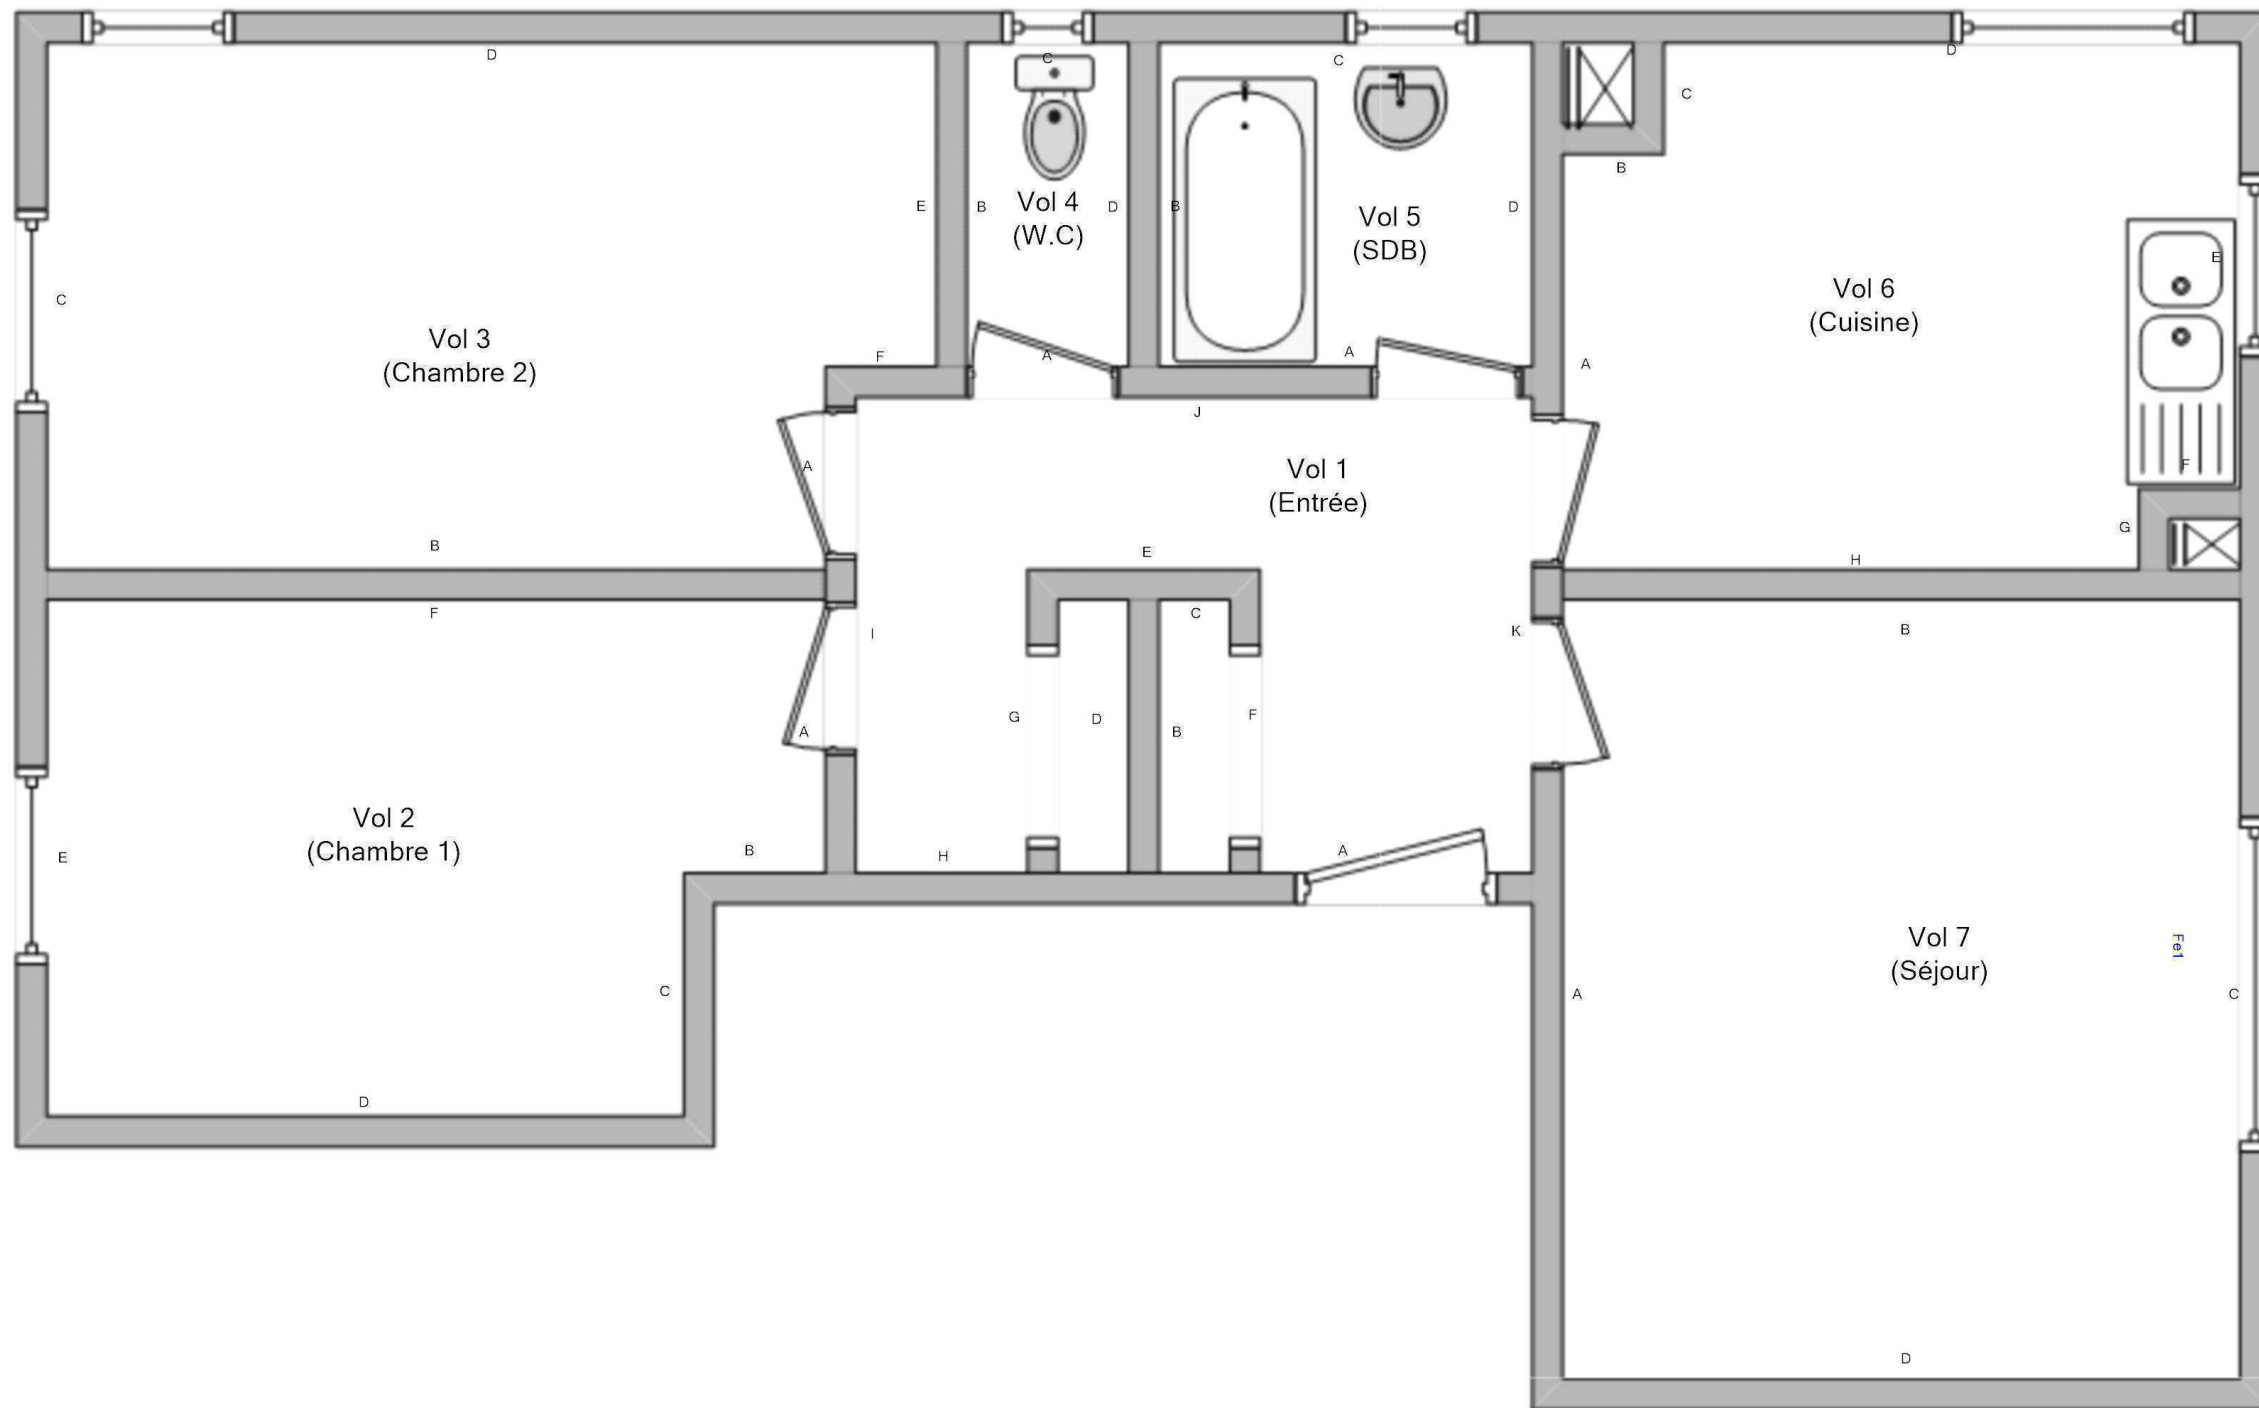 D
C
C
D
C
B
E
B
D
B
D
Vol 4
(W.C)
Vol 5
(SDB)
E
C
Vol 3
(Chambre 2)
F
A
A
A
Vol 6
(Cuisine)
J
A
Vol 1
(Entrée)
F
G
B
E
H
F
I
C
K
B
G
D
B
F
A
Vol 2
(Chambre 1)
E
B
H
A
Vol 7
(Séjour)
Fe1
C
A
C
D
D